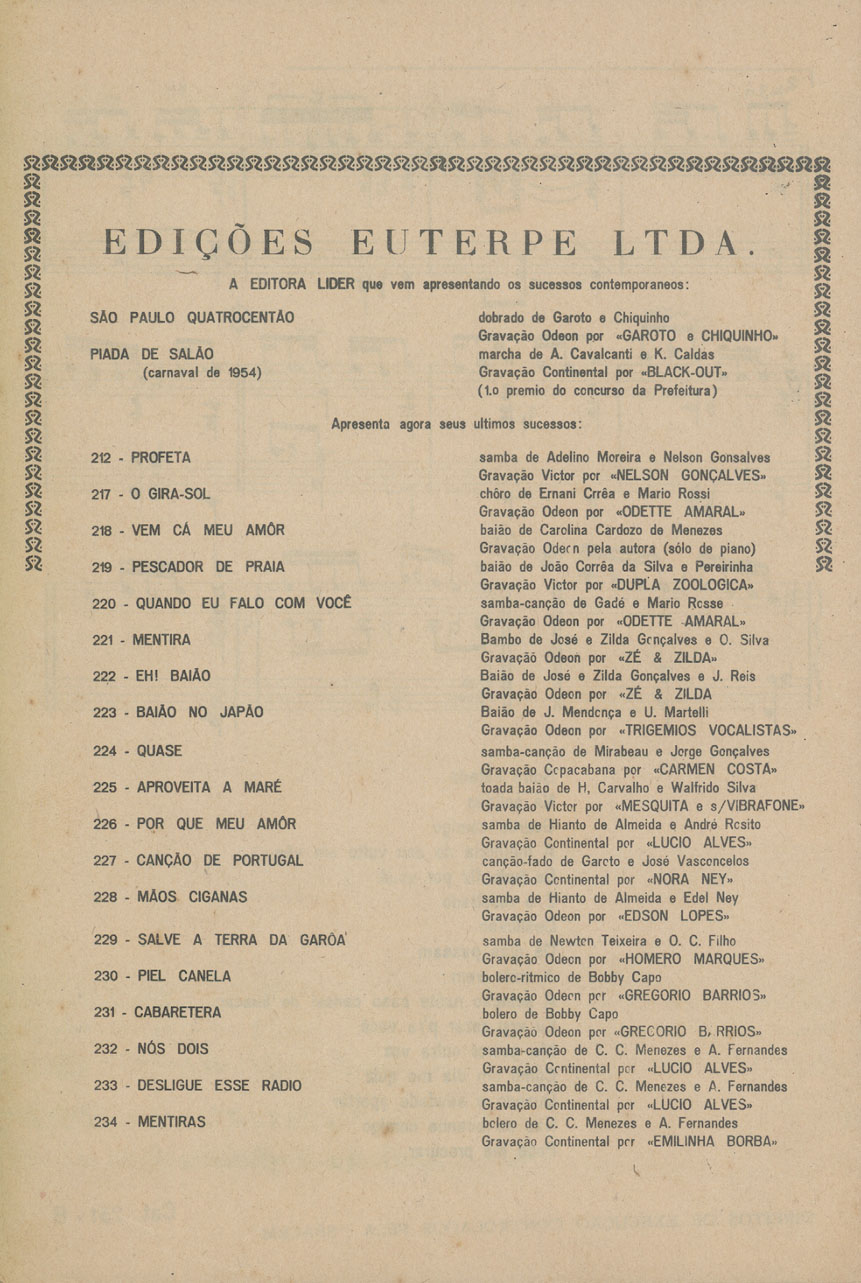 EDIÇÕES EUTERPE LTDA.
A EDITORA LIDER que vem apresentando os sucessos contemporaneos:
SÃO PAULO QUATROCENTÃO dobrado de Garoto e Chiquinho
Gravação Odeon por «GAROTO e CHIQUINHO»
PIADA DE SALÃO marcha de A. Cavalcanti e K. Caldas
(carnaval de 1954) Gravação Continental por «BLACK-OUT»
(1.o premio do concurso da Prefeitura)
Apresenta agora seus ultimos sucessos:
212 - PROFETA samba de Adelino Moreira e Nelson Gonsalves
Gravação Victor por «NELSON GONÇALVES»
217 - O GIRA-SOL chôro de Ernani Crrêa e Mario Rossi
Gravação Odeon por «ODETTE AMARAL»
218 - VEM CÁ MEU AMÔR baião de Carolina Cardozo de Menezes
Gravação Odeon pela autora (sólo de piano)
219 - PESCADOR DE PRAIA baião de João Corrêa da Silva e Pereirinha
Gravação Victor por «DUPLA ZOOLOGICA»
220 - QUANDO EU FALO COM VOCÊ samba-canção de Gadé e Mario Rosse
Gravação Odeon por «ODETTE AMARAL»
221 - MENTIRA Bambo de José e Zilda Gonçalves e O. Silva
Gravação Odeon por «ZÉ & ZILDA»
222 - EH! BAIÃO Baião de José e Zilda Gonçalves e J. Reis
Gravação Odeon por «ZÉ & ZILDA
223 - BAIÃO NO JAPÃO Baião de J. Mendonça e U. Martelli
Gravação Odeon por «TRIGEMIOS VOCALISTAS»
224 - QUASE samba-canção de Mirabeau e Jorge Gonçalves
Gravação Copacabana por «CARMEN COSTA»
225 - APROVEITA A MARÉ toada baião de H, Carvalho e Walfrido Silva
Gravação Victor por «MESQUITA e s/VIBRAFONE»
226 - POR QUE MEU AMÔR samba de Hianto de Almeida e André Rosito
Gravação Continental por «LUCIO ALVES»
227 - CANÇÃO DE PORTUGAL canção-fado de Garoto e José Vasconcelos
Gravação Continental por «NORA NEY»
228 - MÃOS CIGANAS samba de Hianto de Almeida e Edel Ney
Gravação Odeon por «EDSON LOPES»
229 - SALVE A TERRA DA GARÔA samba de Newton Teixeira e O. C. Filho
Gravação Odeon por «HOMERO MARQUES»
230 - PIEL CANELA bolero-ritmico de Bobby Capo
Gravação Odeon por «GREGORIO BARRIOS»
231 - CABARETERA bolero de Bobby Capo
Gravação Odeon por «GREGORIO B RRIOS»
232 - NÓS DOIS samba-canção de C. C. Menezes e A. Fernandes
Gravação Continental por «LUCIO ALVES»
233 - DESLIGUE ESSE RADIO samba-canção de C. C. Menezes e A. Fernandes
Gravação Continental por «LUCIO ALVES»
234 - MENTIRAS bolero de C. C. Menezes e A. Fernandes
Gravação Continental por «EMILINHA BORBA»